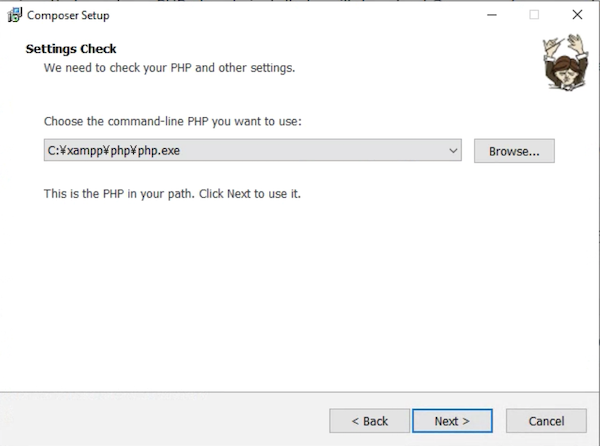 Composer Setup
Settings Check
We need to check your PHP and other settings.
Choose the command-line PHP you want to use:
C:¥xampp¥php¥php.exe
Browse...
This is the PHP in your path. Click Next to use it.
< Back
Next >
Cancel